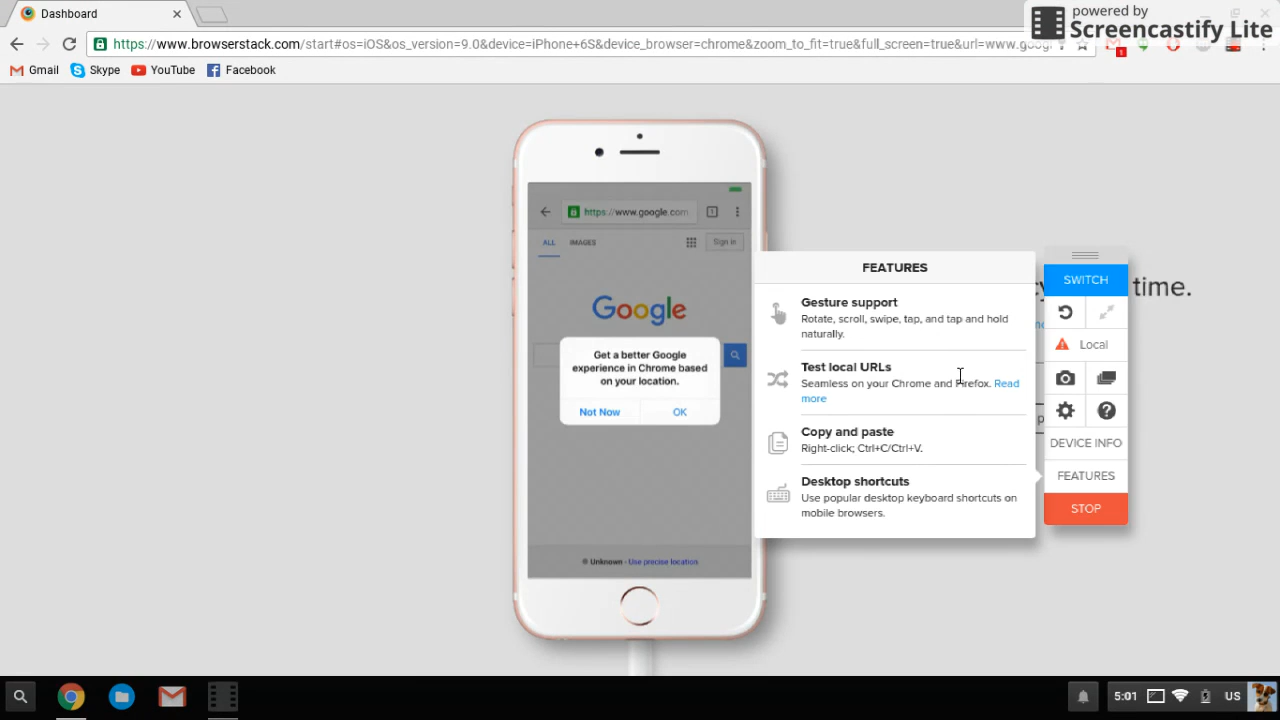 Dashboard
powered by
Screencastify Lite
https://www.browserstack.com/start#os=iOS&os_version=9.0&device=iPhone+6S&device_browser=chrome&zoom_to_fit=true&full_screen=true&url=www.googl
1
Gmail
Skype
YouTube
Facebook
https://www.google.com
1
ALL
IMAGES
Sign in
Google
Get a better Google
experience in Chrome based
on your location.
Not Now
OK
Unknown - Use precise location
FEATURES
Gesture support
Rotate, scroll, swipe, tap, and tap and hold
naturally.
Test local URLs
Seamless on your Chrome and Firefox. Read
more
Copy and paste
Right-click; Ctrl+C/Ctrl+V.
Desktop shortcuts
Use popular desktop keyboard shortcuts on
mobile browsers.
SWITCH
time.
Local
DEVICE INFO
FEATURES
STOP
5:01
US